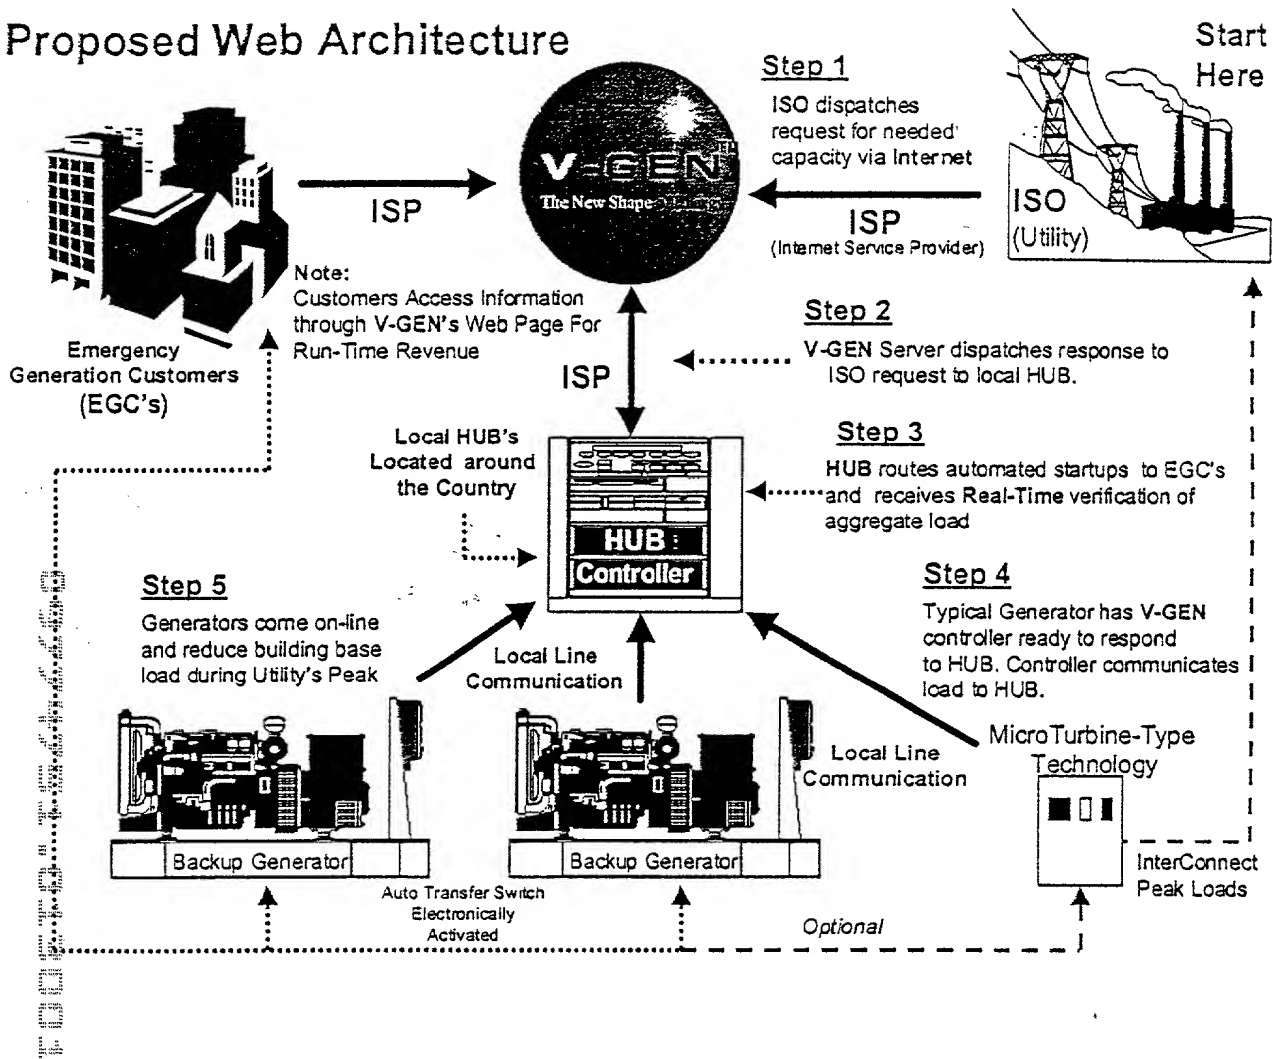 Proposed Web Architecture
Start
Here
Step 1
ISO dispatches
request for needed
capacity via Internet
V-GEN
The New Shape
ISP
ISP
(Internet Service Provider)
ISO
(Utility)
Note:
Customers Access Information
through V-GEN's Web Page For
Run-Time Revenue
Emergency
Generation Customers
(EGC's)
Step 2
V-GEN Server dispatches response to
ISO request to local HUB.
ISP
Local HUB's
Located around
the Country
Step 3
HUB routes automated startups to EGC's
and receives Real-Time verification of
aggregate load
HUB
Controller
Step 5
Generators come on-line
and reduce building base
load during Utility's Peak
Step 4
Typical Generator has V-GEN
controller ready to respond
to HUB. Controller communicates
load to HUB.
Local Line
Communication
Local Line
Communication
MicroTurbine-Type
Technology
Backup Generator
Backup Generator
InterConnect
Peak Loads
Auto Transfer Switch
Electronically
Activated
Optional